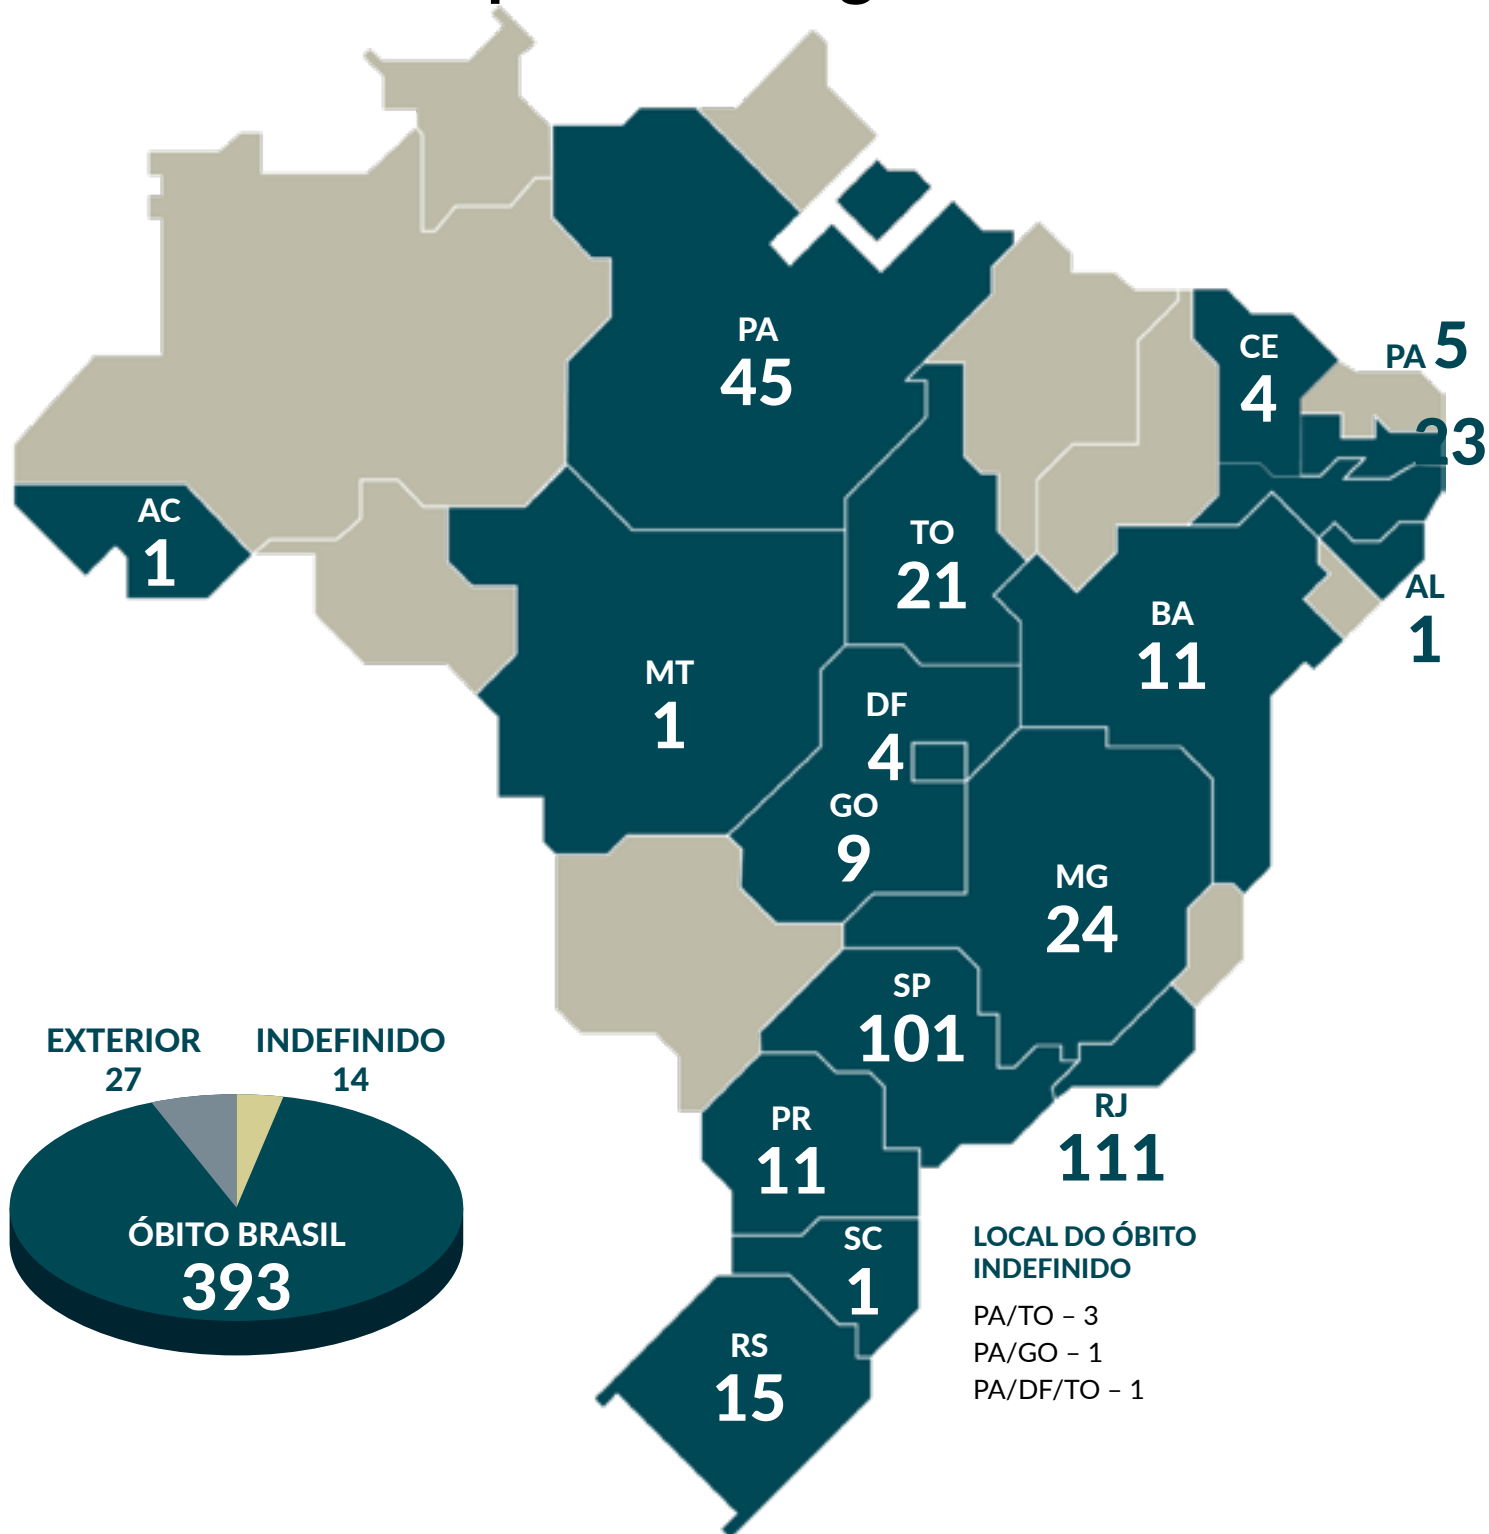 PA
45
CE
4
PA 5
23
AC
1
TO
21
BA
11
AL
1
MT
1
DF
4
GO
9
MG
24
SP
101
RJ
111
PR
11
SC
1
RS
15
EXTERIOR
27
INDEFINIDO
14
ÓBITO BRASIL
393
LOCAL DO ÓBITO
INDEFINIDO
PA/TO – 3
PA/GO – 1
PA/DF/TO – 1